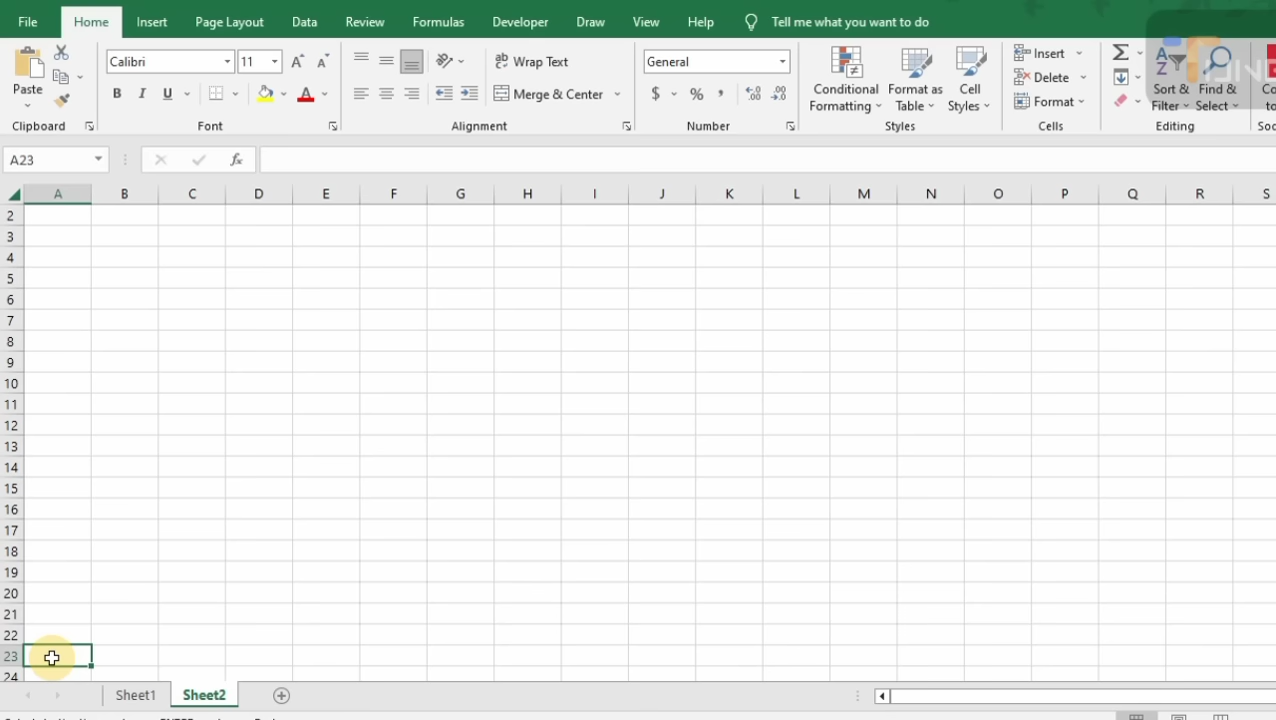 File Home Insert Page Layout Data Review Formulas Developer Draw View Help Tell me what you want to do
Calibri 11 Wrap Text General Insert
Paste Conditional Format as Cell Delete Sort & Find &
Merge & Center $ % , Formatting Table Styles Format Filter Select
B I U A
Clipboard Font Alignment Number Styles Cells Editing
A23 fx
A B C D E F G H I J K L M N O P Q R S
2
3
4
5
6
7
8
9
10
11
12
13
14
15
16
17
18
19
20
21
22
23
24
Sheet1 Sheet2